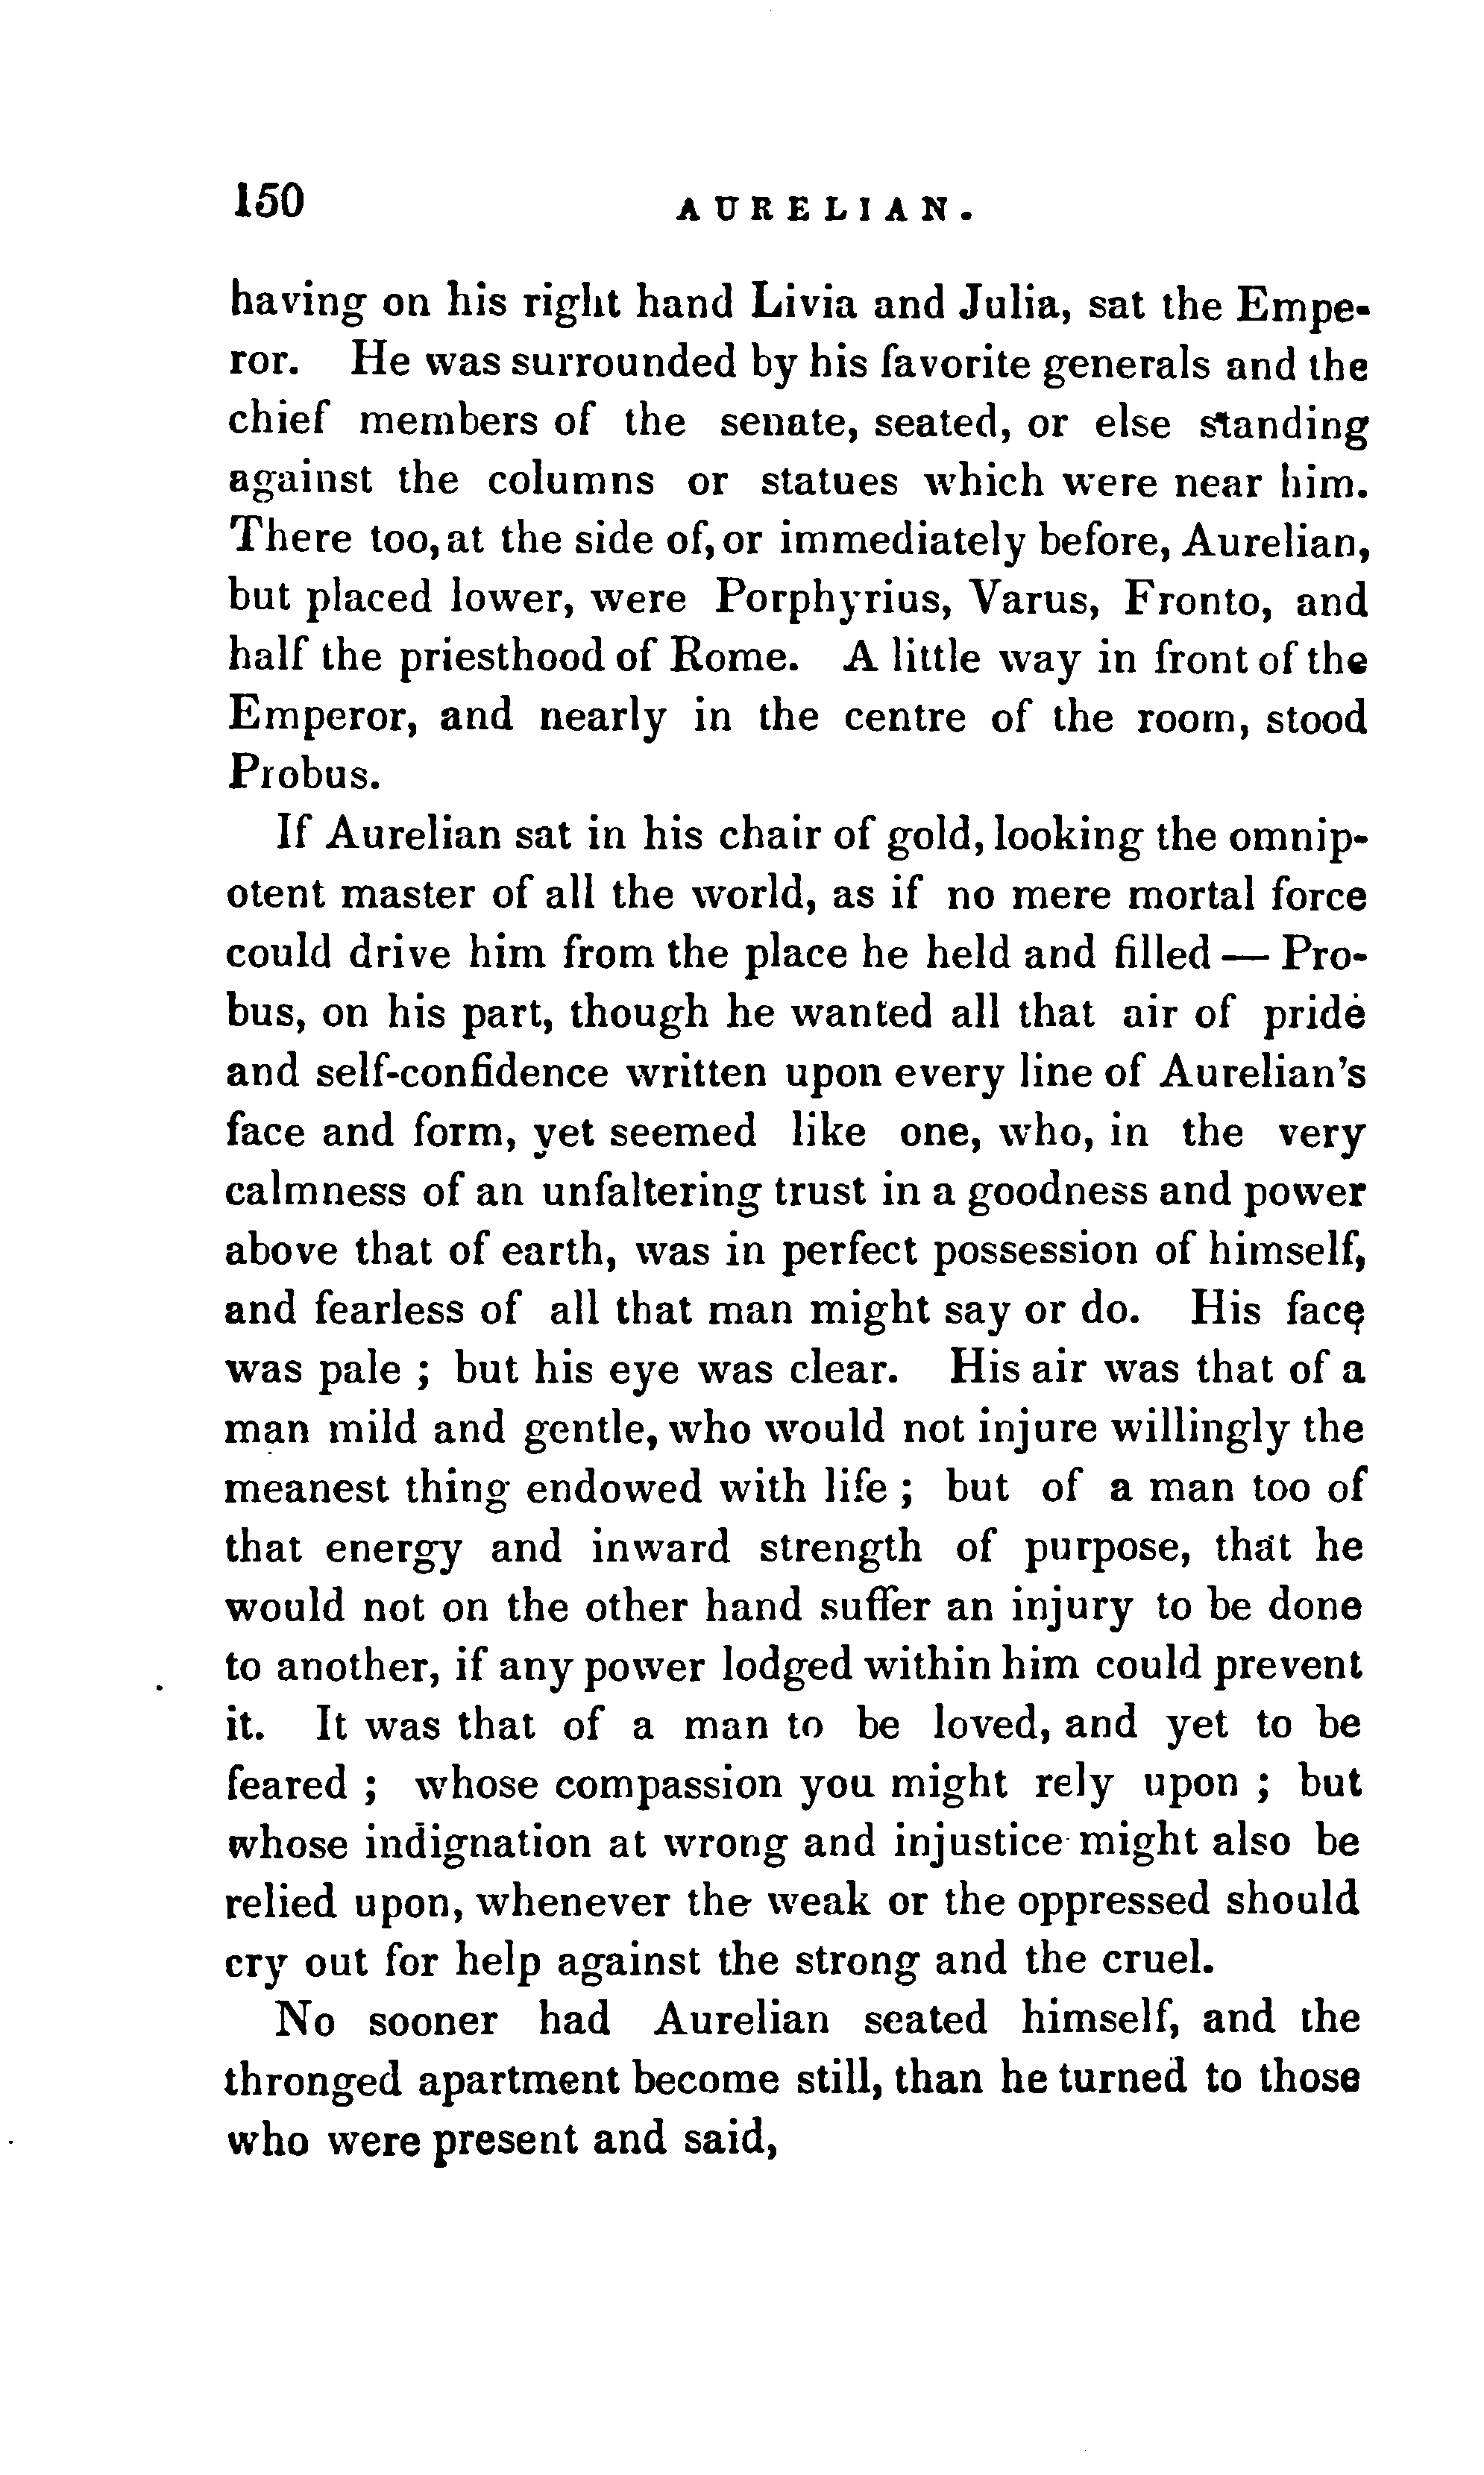 150 AURELIAN.
having on his right hand Livia and Julia, sat the Empe-
ror. He was surrounded by his favorite generals and the
chief members of the senate, seated, or else standing
against the columns or statues which were near him.
There too, at the side of, or immediately before, Aurelian,
but placed lower, were Porphyrius, Varus, Fronto, and
half the priesthood of Rome. A little way in front of the
Emperor, and nearly in the centre of the room, stood
Probus.
If Aurelian sat in his chair of gold, looking the omnip-
otent master of all the world, as if no mere mortal force
could drive him from the place he held and filled — Pro-
bus, on his part, though he wanted all that air of pride
and self-confidence written upon every line of Aurelian's
face and form, yet seemed like one, who, in the very
calmness of an unfaltering trust in a goodness and power
above that of earth, was in perfect possession of himself,
and fearless of all that man might say or do. His face
was pale ; but his eye was clear. His air was that of a
man mild and gentle, who would not injure willingly the
meanest thing endowed with life ; but of a man too of
that energy and inward strength of purpose, that he
would not on the other hand suffer an injury to be done
to another, if any power lodged within him could prevent
it. It was that of a man to be loved, and yet to be
feared ; whose compassion you might rely upon ; but
whose indignation at wrong and injustice might also be
relied upon, whenever the weak or the oppressed should
cry out for help against the strong and the cruel.
No sooner had Aurelian seated himself, and the
thronged apartment become still, than he turned to those
who were present and said,